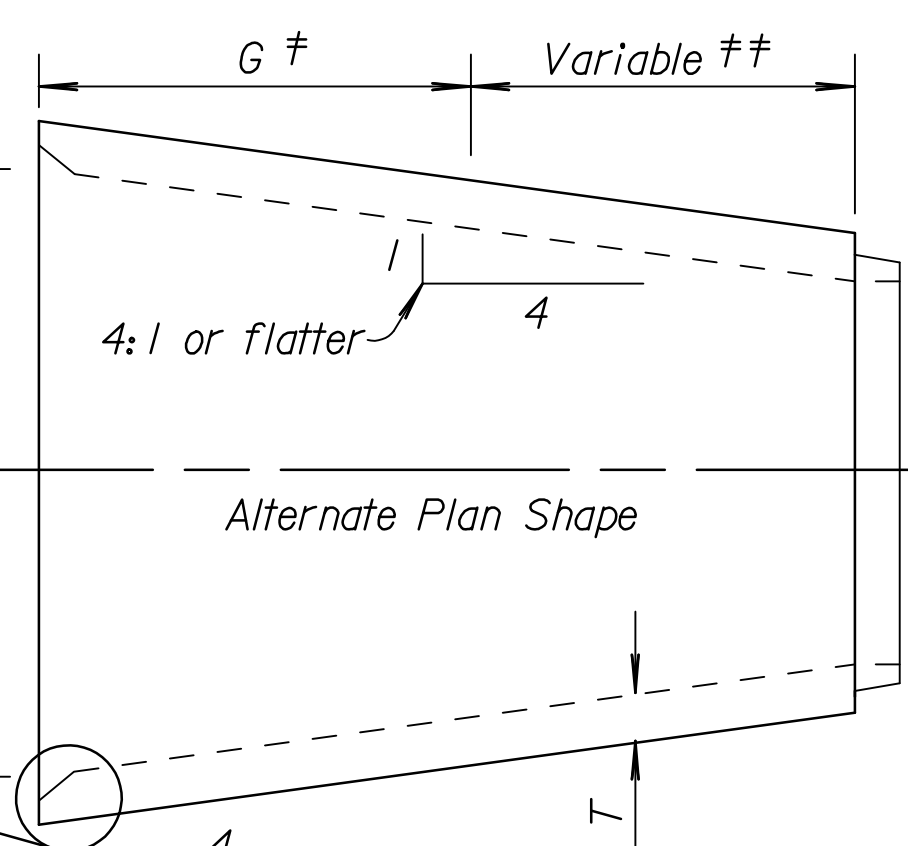 G ‡
Variable ‡‡
1
4
4:1 or flatter
Alternate Plan Shape
T